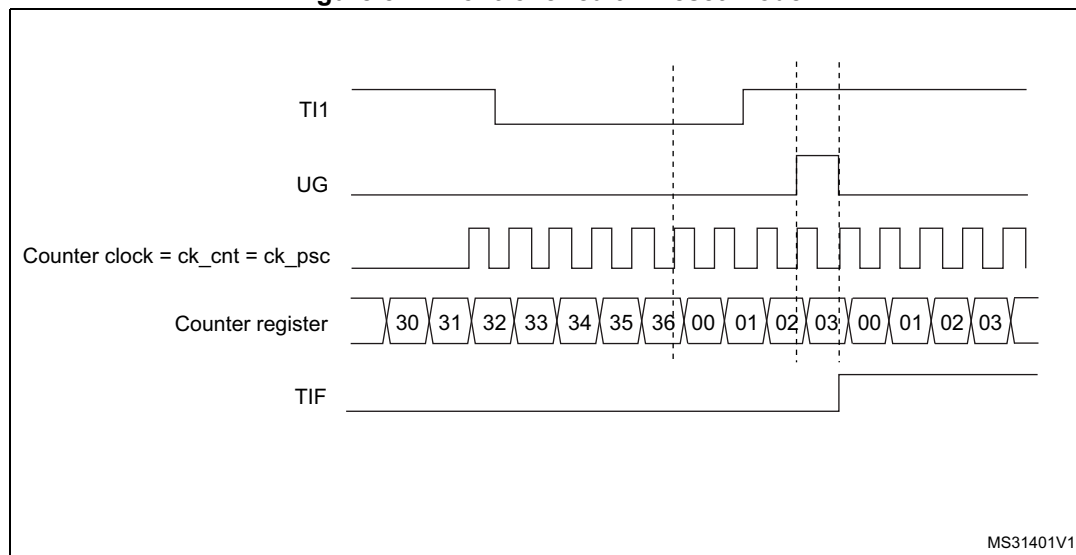 TI1
UG
Counter clock = ck_cnt = ck_psc
Counter register 30 31 32 33 34 35 36 00 01 02 03 00 01 02 03
TIF
MS31401V1